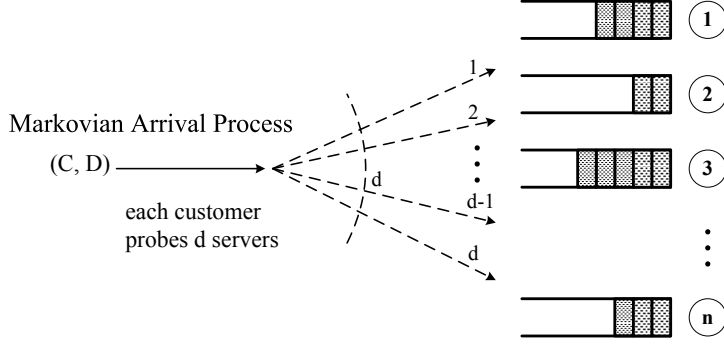 1
1
2
2
Markovian Arrival Process
(C, D)
d
3
d-1
each customer
probes d servers
d
n